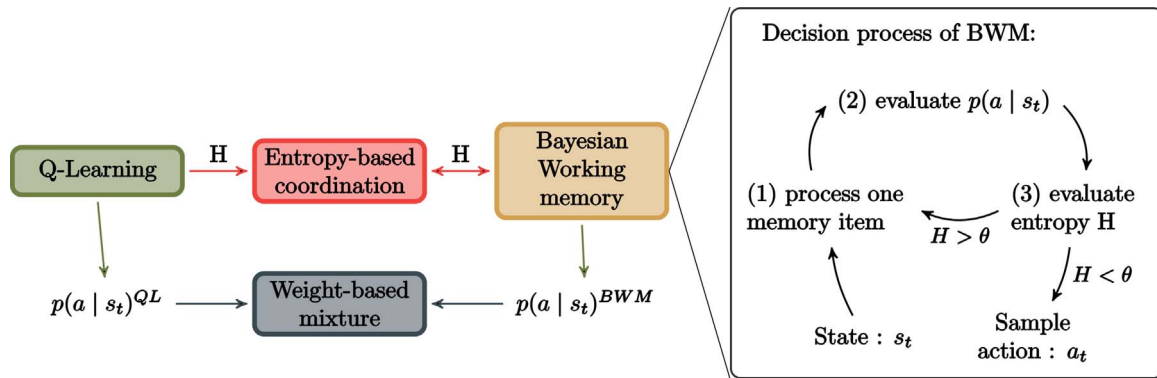 Decision process of BWM:
(2) evaluate p(a | s_t)
(1) process one
memory item
(3) evaluate
entropy H
H > θ
H < θ
State : s_t
Sample
action : a_t
Q-Learning
H
Entropy-based
coordination
H
Bayesian
Working
memory
p(a | s_t)^{QL}
Weight-based
mixture
p(a | s_t)^{BWM}